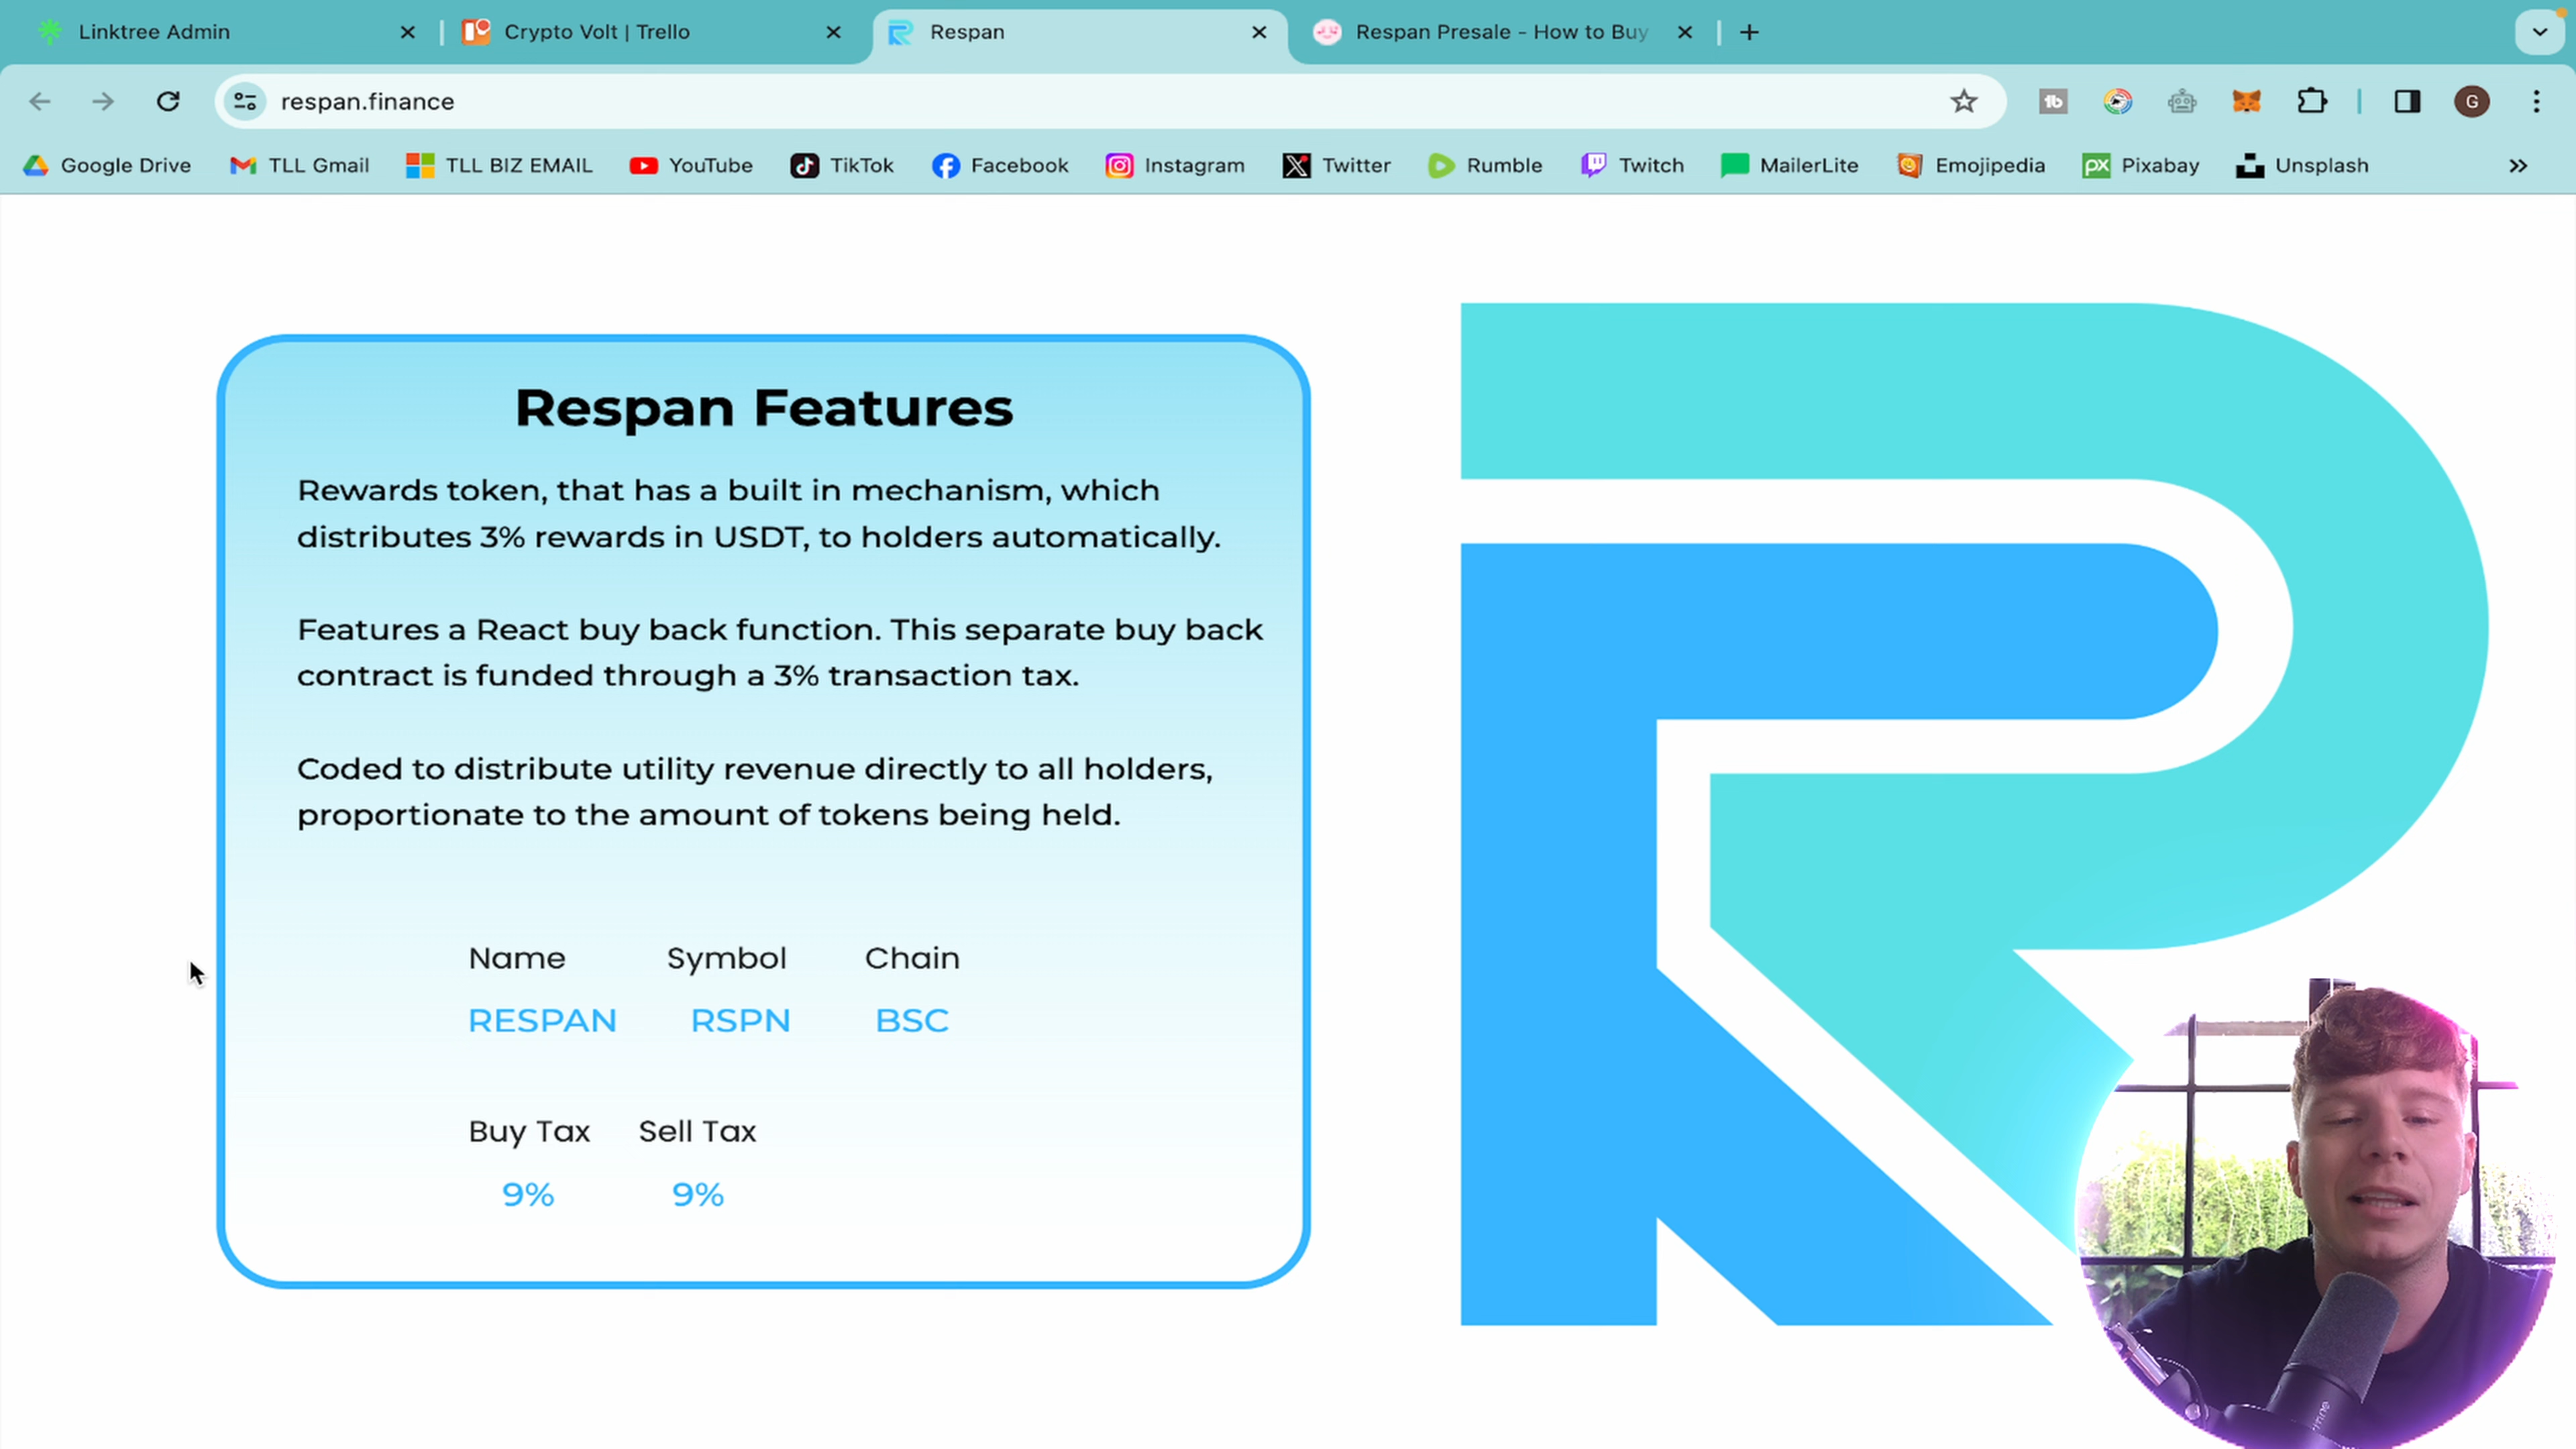 Linktree Admin
Crypto Volt | Trello
Respan
Respan Presale - How to Buy
respan.finance
G
Google Drive
TLL Gmail
TLL BIZ EMAIL
YouTube
TikTok
Facebook
Instagram
Twitter
Rumble
Twitch
MailerLite
Emojipedia
px
Pixabay
Unsplash
Respan Features
Rewards token, that has a built in mechanism, which
distributes 3% rewards in USDT, to holders automatically.
Features a React buy back function. This separate buy back
contract is funded through a 3% transaction tax.
Coded to distribute utility revenue directly to all holders,
proportionate to the amount of tokens being held.
Name Symbol Chain
RESPAN RSPN BSC
Buy Tax Sell Tax
9% 9%